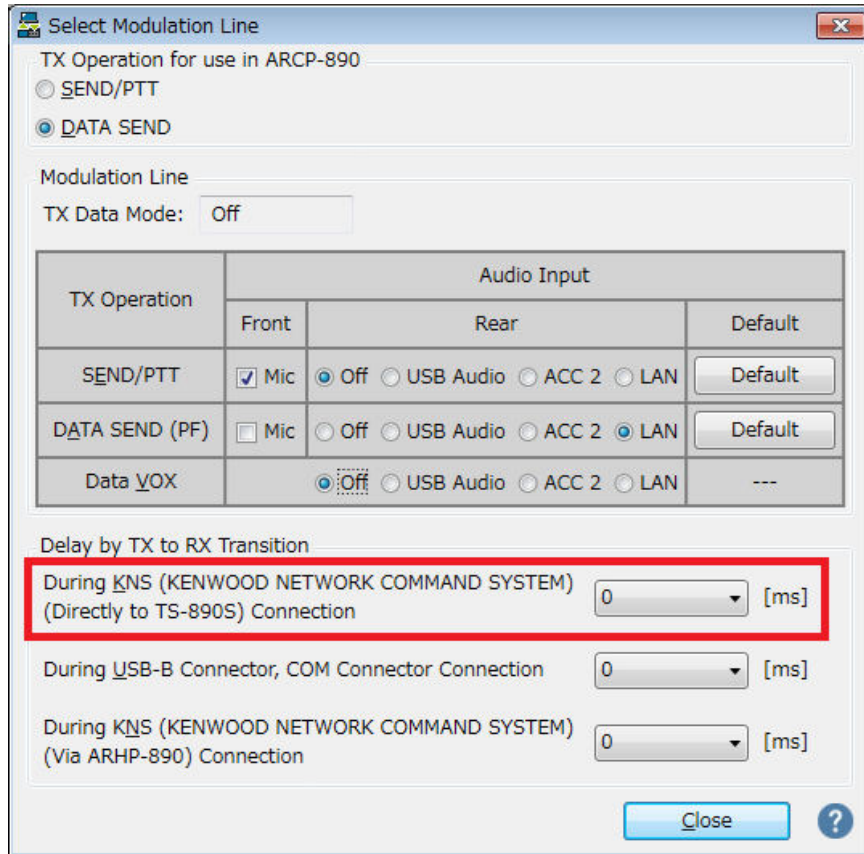 Select Modulation Line
TX Operation for use in ARCP-890
SEND/PTT
DATA SEND
Modulation Line
TX Data Mode: Off
TX Operation
Audio Input
Front Rear Default
SEND/PTT Mic Off USB Audio ACC 2 LAN Default
DATA SEND (PF) Mic Off USB Audio ACC 2 LAN Default
Data VOX Off USB Audio ACC 2 LAN ---
Delay by TX to RX Transition
During KNS (KENWOOD NETWORK COMMAND SYSTEM)
(Directly to TS-890S) Connection 0 [ms]
During USB-B Connector, COM Connector Connection 0 [ms]
During KNS (KENWOOD NETWORK COMMAND SYSTEM)
(Via ARHP-890) Connection 0 [ms]
Close ?